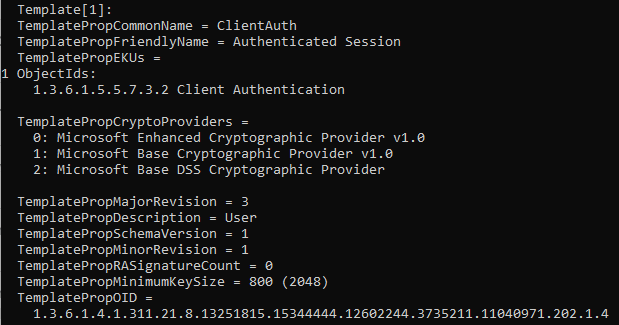 Template[1]:
TemplatePropCommonName = ClientAuth
TemplatePropFriendlyName = Authenticated Session
TemplatePropEKUs =
1 ObjectIds:
1.3.6.1.5.5.7.3.2 Client Authentication
TemplatePropCryptoProviders =
0: Microsoft Enhanced Cryptographic Provider v1.0
1: Microsoft Base Cryptographic Provider v1.0
2: Microsoft Base DSS Cryptographic Provider
TemplatePropMajorRevision = 3
TemplatePropDescription = User
TemplatePropSchemaVersion = 1
TemplatePropMinorRevision = 1
TemplatePropRASignatureCount = 0
TemplatePropMinimumKeySize = 800 (2048)
TemplatePropOID =
1.3.6.1.4.1.311.21.8.13251815.15344444.12602244.3735211.11040971.202.1.4